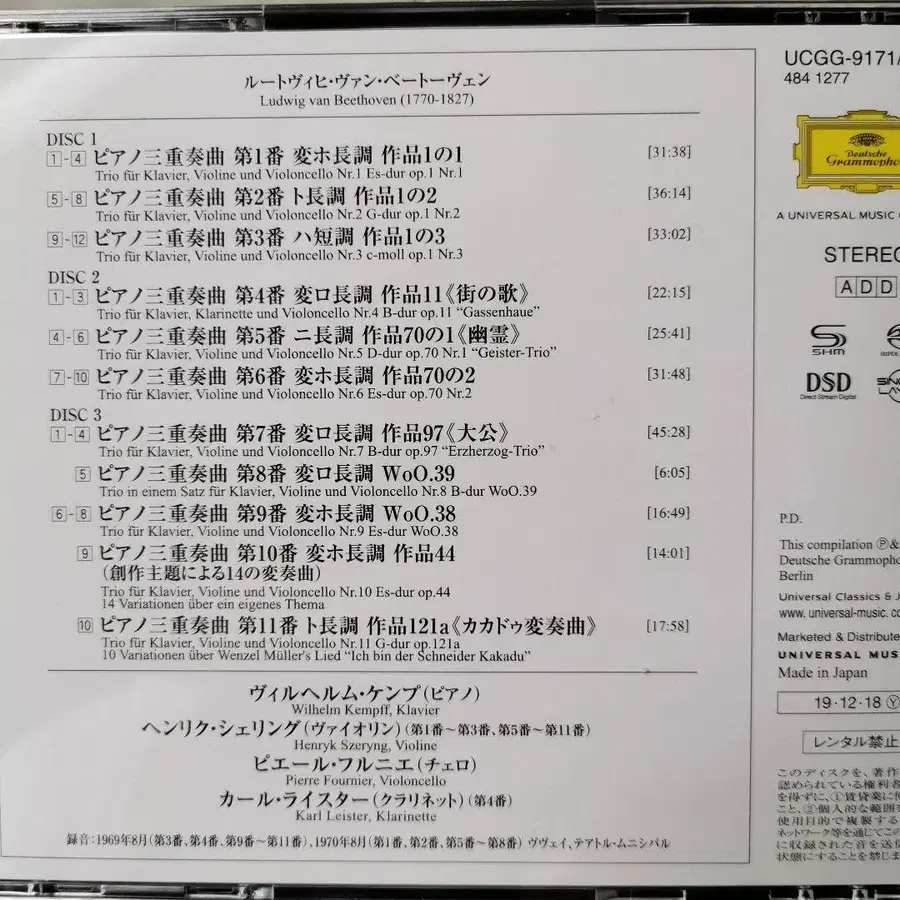 ルートヴィヒ・ヴァン・ベートーヴェン
Ludwig van Beethoven (1770-1827)
DISC 1
1-4 ピアノ三重奏曲 第1番 変ホ長調 作品1の1 [31:38]
Trio für Klavier, Violine und Violoncello Nr.1 Es-dur op.1 Nr.1
5-8 ピアノ三重奏曲 第2番 ト長調 作品1の2 [36:14]
Trio für Klavier, Violine und Violoncello Nr.2 G-dur op.1 Nr.2
9-12 ピアノ三重奏曲 第3番 ハ短調 作品1の3 [33:02]
Trio für Klavier, Violine und Violoncello Nr.3 c-moll op.1 Nr.3
DISC 2
1-3 ピアノ三重奏曲 第4番 変ロ長調 作品11《街の歌》 [22:15]
Trio für Klavier, Klarinette und Violoncello Nr.4 B-dur op.11 “Gassenhaue”
4-6 ピアノ三重奏曲 第5番 ニ長調 作品70の1《幽霊》 [25:41]
Trio für Klavier, Violine und Violoncello Nr.5 D-dur op.70 Nr.1 “Geister-Trio”
7-10 ピアノ三重奏曲 第6番 変ホ長調 作品70の2 [31:48]
Trio für Klavier, Violine und Violoncello Nr.6 Es-dur op.70 Nr.2
DISC 3
1-4 ピアノ三重奏曲 第7番 変ロ長調 作品97《大公》 [45:28]
Trio für Klavier, Violine und Violoncello Nr.7 B-dur op.97 “Erzherzog-Trio”
5 ピアノ三重奏曲 第8番 変ロ長調 WoO.39 [6:05]
Trio in einem Satz für Klavier, Violine und Violoncello Nr.8 B-dur WoO.39
6-8 ピアノ三重奏曲 第9番 変ホ長調 WoO.38 [16:49]
Trio für Klavier, Violine und Violoncello Nr.9 Es-dur WoO.38
9 ピアノ三重奏曲 第10番 変ホ長調 作品44 [14:01]
(創作主題による14の変奏曲)
Trio für Klavier, Violine und Violoncello Nr.10 Es-dur op.44
14 Variationen über ein eigenes Thema
10 ピアノ三重奏曲 第11番 ト長調 作品121a《カカドゥ変奏曲》 [17:58]
Trio für Klavier, Violine und Violoncello Nr.11 G-dur op.121a
10 Variationen über Wenzel Müller's Lied “Ich bin der Schneider Kakadu”
ヴィルヘルム・ケンプ(ピアノ)
Wilhelm Kempff, Klavier
ヘンリク・シェリング(ヴァイオリン)(第1番~第3番、第5番~第11番)
Henryk Szeryng, Violine
ピエール・フルニエ(チェロ)
Pierre Fournier, Violoncello
カール・ライスター(クラリネット)(第4番)
Karl Leister, Klarinette
録音:1969年8月(第3番、第4番、第9番~第11番)、1970年8月(第1番、第2番、第5番~第8番) ヴヴェイ、テアトル・ムニシパル
UCGG-9171/
484 1277
Deutsche
Grammopho
A UNIVERSAL MUSIC
STEREO
ADD
SHM
DSD
Direct Stream Digital
P.D.
This compilation Ⓟ&
Deutsche Grammopho
Berlin
Universal Classics & J
www. universal-music.co
Marketed & Distribute
UNIVERSAL MUS
Made in Japan
19・12・18 Ⓨ
レンタル禁止
このディスクを、著作
認められている権利者
を得ずに、①賃貸業に使
こと、②個人的な範囲を
使用目的で複製する
ネットワーク等を通じてこの
に収録された音を送信
状態にすることを禁じま